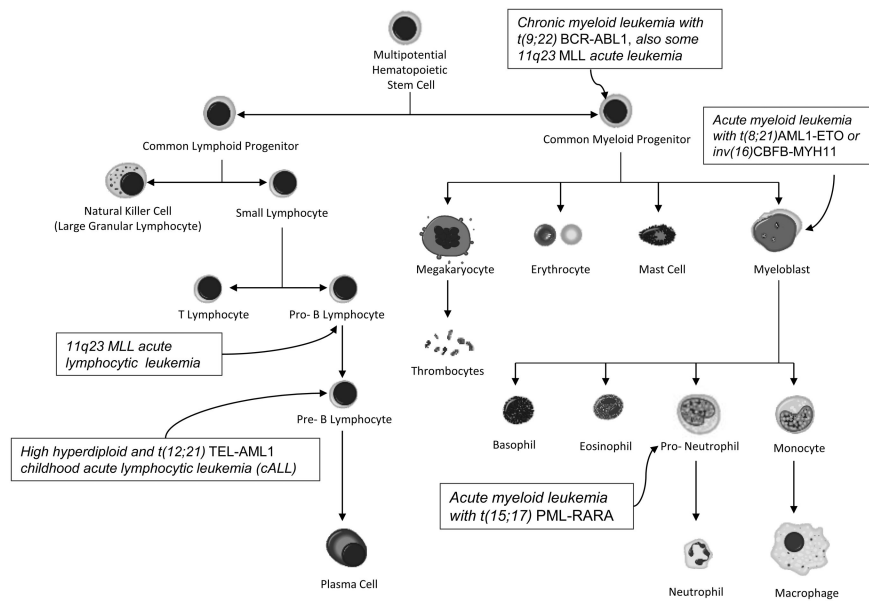 Chronic myeloid leukemia with
t(9;22) BCR-ABL1, also some
11q23 MLL acute leukemia
Multipotential
Hematopoietic
Stem Cell
Acute myeloid leukemia
with t(8;21)AML1-ETO or
inv(16)CBFB-MYH11
Common Lymphoid Progenitor
Common Myeloid Progenitor
Natural Killer Cell
(Large Granular Lymphocyte)
Small Lymphocyte
Megakaryocyte
Erythrocyte
Mast Cell
Myeloblast
T Lymphocyte
Pro- B Lymphocyte
11q23 MLL acute
lymphocytic leukemia
Thrombocytes
Pre- B Lymphocyte
High hyperdiploid and t(12;21) TEL-AML1
childhood acute lymphocytic leukemia (cALL)
Basophil
Eosinophil
Pro- Neutrophil
Monocyte
Acute myeloid leukemia
with t(15;17) PML-RARA
Plasma Cell
Neutrophil
Macrophage